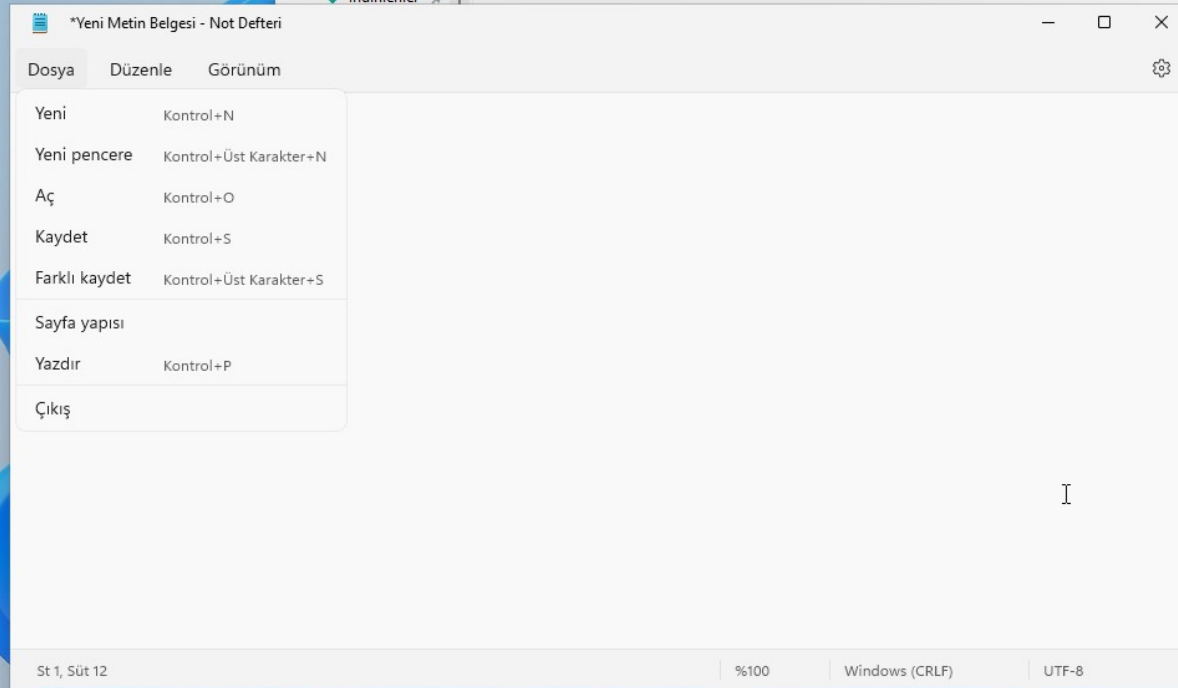 indirilenler
*Yeni Metin Belgesi - Not Defteri
Dosya Düzenle Görünüm
Yeni Kontrol+N
Yeni pencere Kontrol+Üst Karakter+N
Aç Kontrol+O
Kaydet Kontrol+S
Farklı kaydet Kontrol+Üst Karakter+S
Sayfa yapısı
Yazdır Kontrol+P
Çıkış
St 1, Süt 12 %100 Windows (CRLF) UTF-8